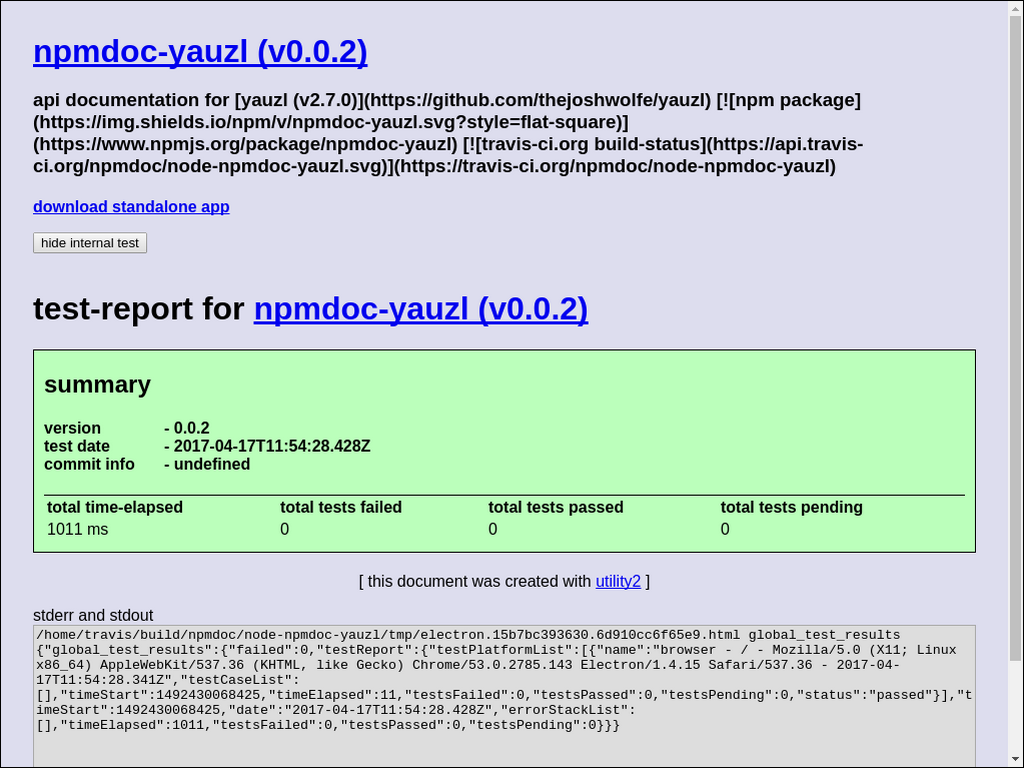 npmdoc-yauzl (v0.0.2)
api documentation for [yauzl (v2.7.0)](https://github.com/thejoshwolfe/yauzl) [![npm package]
(https://img.shields.io/npm/v/npmdoc-yauzl.svg?style=flat-square)]
(https://www.npmjs.org/package/npmdoc-yauzl) [![travis-ci.org build-status](https://api.travis-
ci.org/npmdoc/node-npmdoc-yauzl.svg)](https://travis-ci.org/npmdoc/node-npmdoc-yauzl)
download standalone app
hide internal test
test-report for npmdoc-yauzl (v0.0.2)
summary
version - 0.0.2
test date - 2017-04-17T11:54:28.428Z
commit info - undefined
total time-elapsed total tests failed total tests passed total tests pending
1011 ms 0 0 0
[ this document was created with utility2 ]
stderr and stdout
/home/travis/build/npmdoc/node-npmdoc-yauzl/tmp/electron.15b7bc393630.6d910cc6f65e9.html global_test_results
{"global_test_results":{"failed":0,"testReport":{"testPlatformList":[{"name":"browser - / - Mozilla/5.0 (X11; Linux
x86_64) AppleWebKit/537.36 (KHTML, like Gecko) Chrome/53.0.2785.143 Electron/1.4.15 Safari/537.36 - 2017-04-
17T11:54:28.341Z","testCaseList":
[],"timeStart":1492430068425,"timeElapsed":11,"testsFailed":0,"testsPassed":0,"testsPending":0,"status":"passed"}],"t
imeStart":1492430068425,"date":"2017-04-17T11:54:28.428Z","errorStackList":
[],"timeElapsed":1011,"testsFailed":0,"testsPassed":0,"testsPending":0}}}